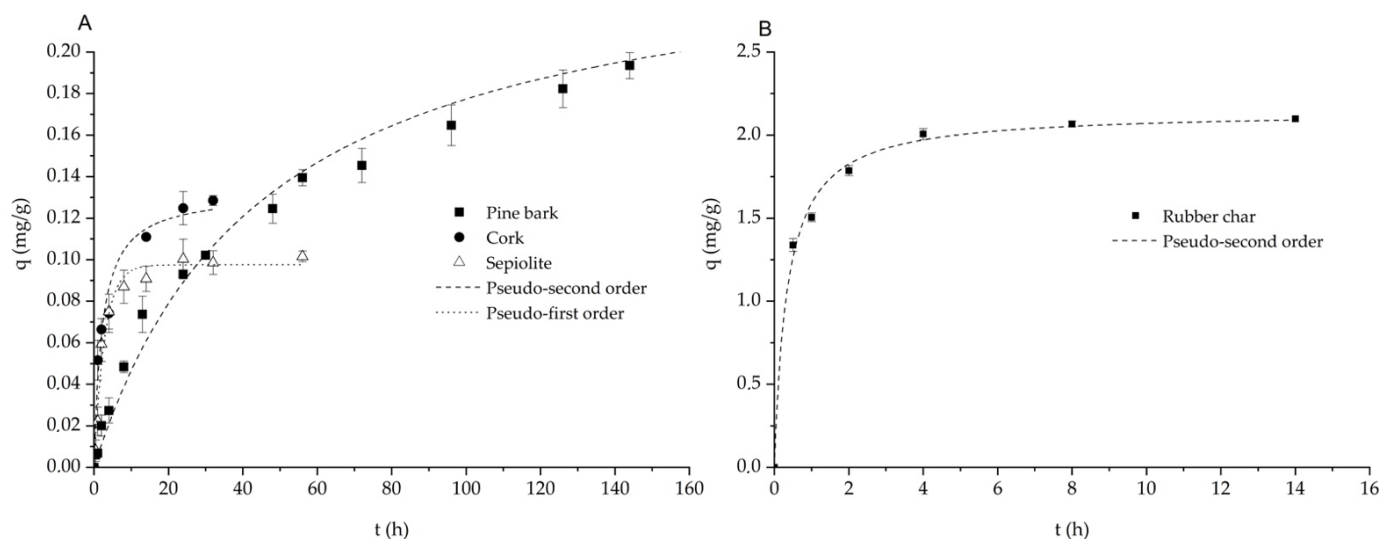 A
q (mg/g)
0,20
0,18
0,16
0,14
0,12
0,10
0,08
0,06
0,04
0,02
0,00
0 20 40 60 80 100 120 140 160
t (h)
Pine bark
Cork
Sepiolite
Pseudo-second order
Pseudo-first order
B
q (mg/g)
2,5
2,0
1,5
1,0
0,5
0,0
0 2 4 6 8 10 12 14 16
t (h)
Rubber char
Pseudo-second order